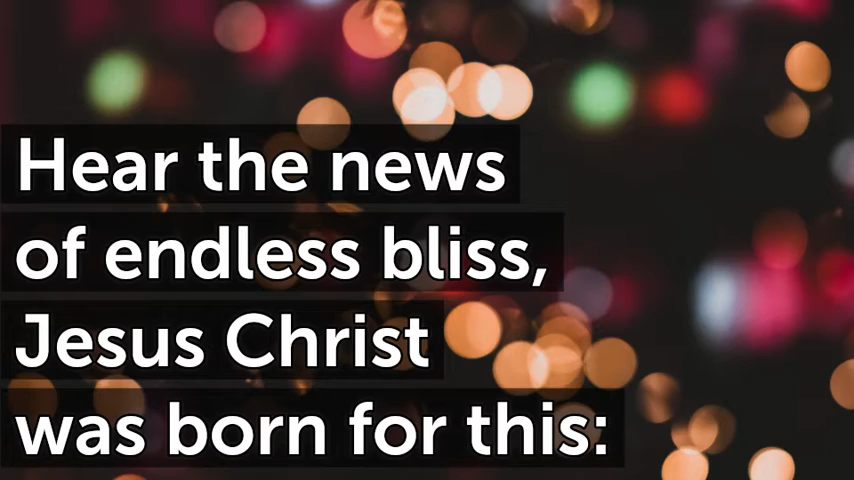 Hear the news
of endless bliss,
Jesus Christ
was born for this: